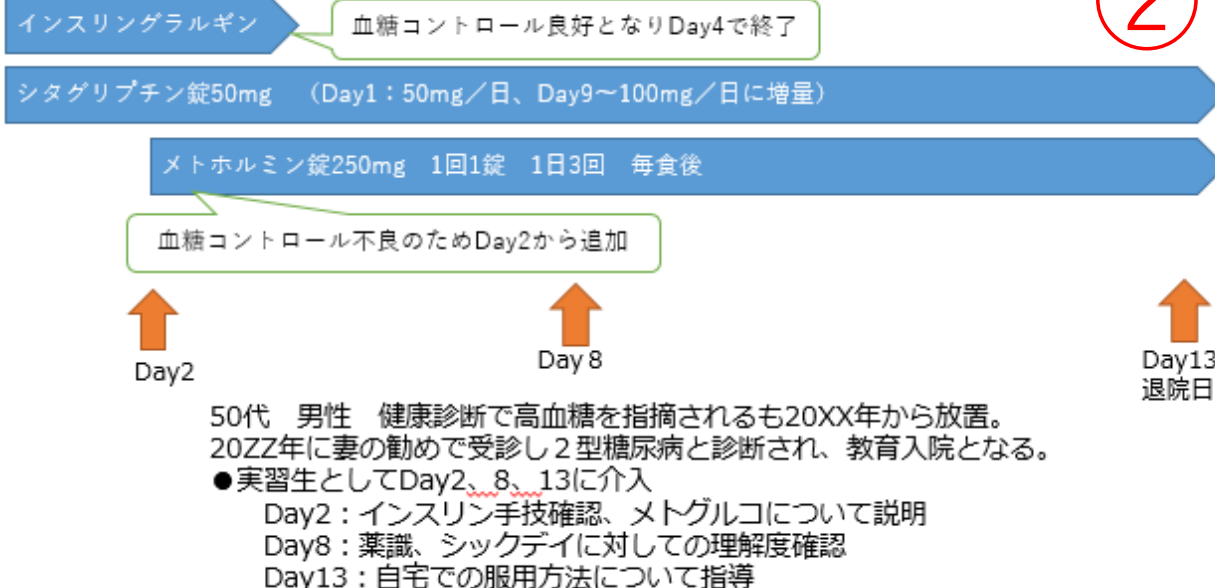 インスリングラルギン
血糖コントロール良好となりDay4で終了
②
シタグリプチン錠50mg （Day1：50mg／日、Day9～100mg／日に増量）
メトホルミン錠250mg 1回1錠 1日3回 毎食後
血糖コントロール不良のためDay2から追加
Day2
Day 8
Day13
退院日
50代 男性 健康診断で高血糖を指摘されるも20XX年から放置。
20ZZ年に妻の勧めで受診し２型糖尿病と診断され、教育入院となる。
●実習生としてDay2、8、13に介入
Day2：インスリン手技確認、メトグルコについて説明
Day8：薬識、シックデイに対しての理解度確認
Day13：自宅での服用方法について指導